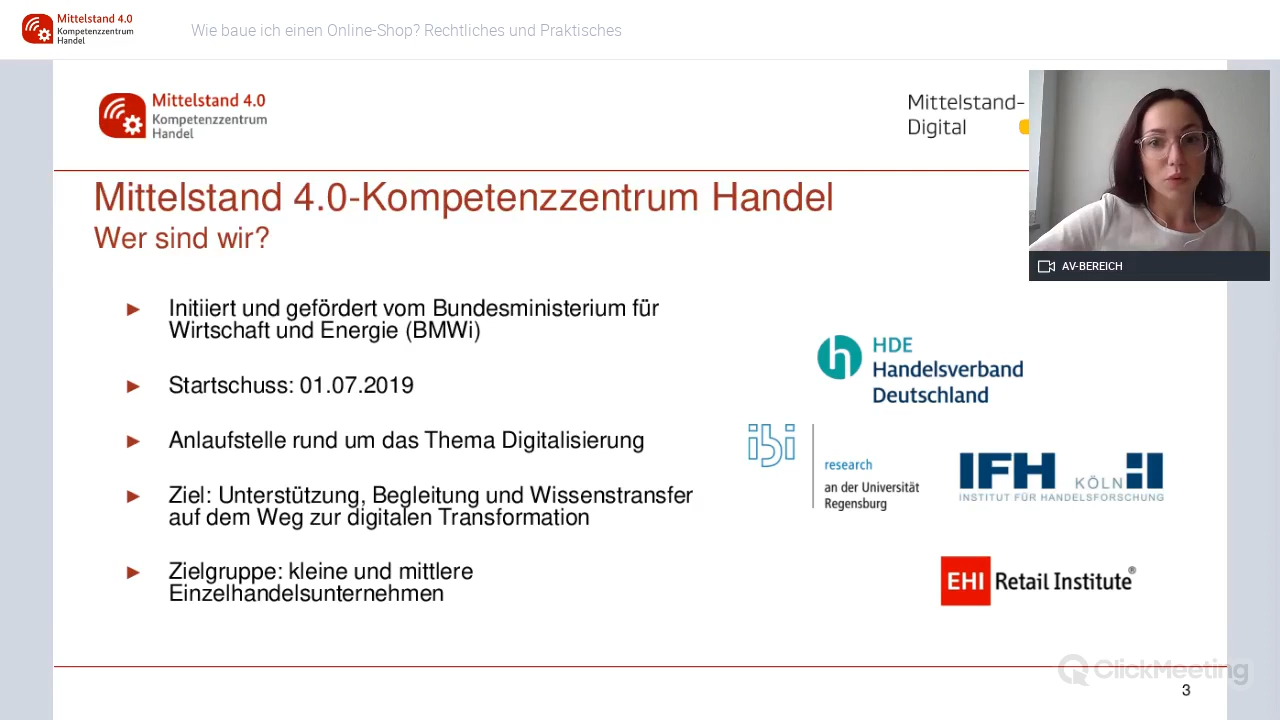 Mittelstand 4.0
Kompetenzzentrum
Handel
Wie baue ich einen Online-Shop? Rechtliches und Praktisches
Mittelstand 4.0
Kompetenzzentrum
Handel
Mittelstand-
Digital
AV-BEREICH
Mittelstand 4.0-Kompetenzzentrum Handel
Wer sind wir?
► Initiiert und gefördert vom Bundesministerium für
Wirtschaft und Energie (BMWi)
► Startschuss: 01.07.2019
► Anlaufstelle rund um das Thema Digitalisierung
► Ziel: Unterstützung, Begleitung und Wissenstransfer
auf dem Weg zur digitalen Transformation
► Zielgruppe: kleine und mittlere
Einzelhandelsunternehmen
h
HDE
Handelsverband
Deutschland
ibi
research
an der Universität
Regensburg
IFH KÖLN
INSTITUT FÜR HANDELSFORSCHUNG
EHI Retail Institute®
ClickMeeting
3